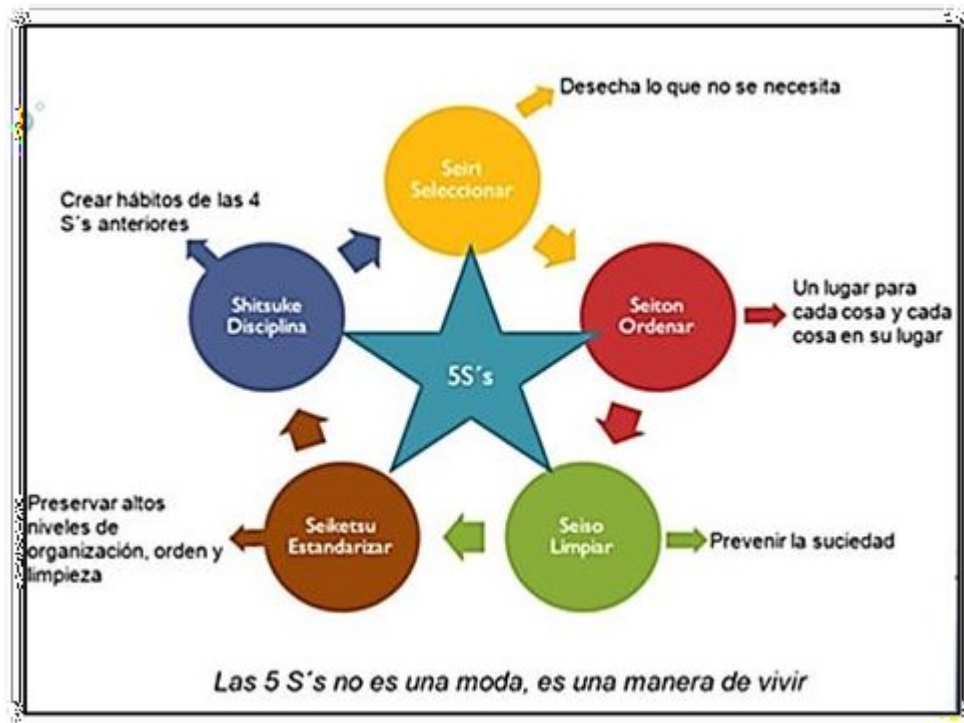 Desecha lo que no se necesita
Seiri
Seleccionar
Crear hábitos de las 4
S´s anteriores
Shitsuke
Disciplina
Seiton
Ordenar
Un lugar para
cada cosa y cada
cosa en su lugar
5S´s
Seiketsu
Estandarizar
Preservar altos
niveles de
organización, orden y
limpieza
Seiso
Limpiar
Prevenir la suciedad
Las 5 S´s no es una moda, es una manera de vivir